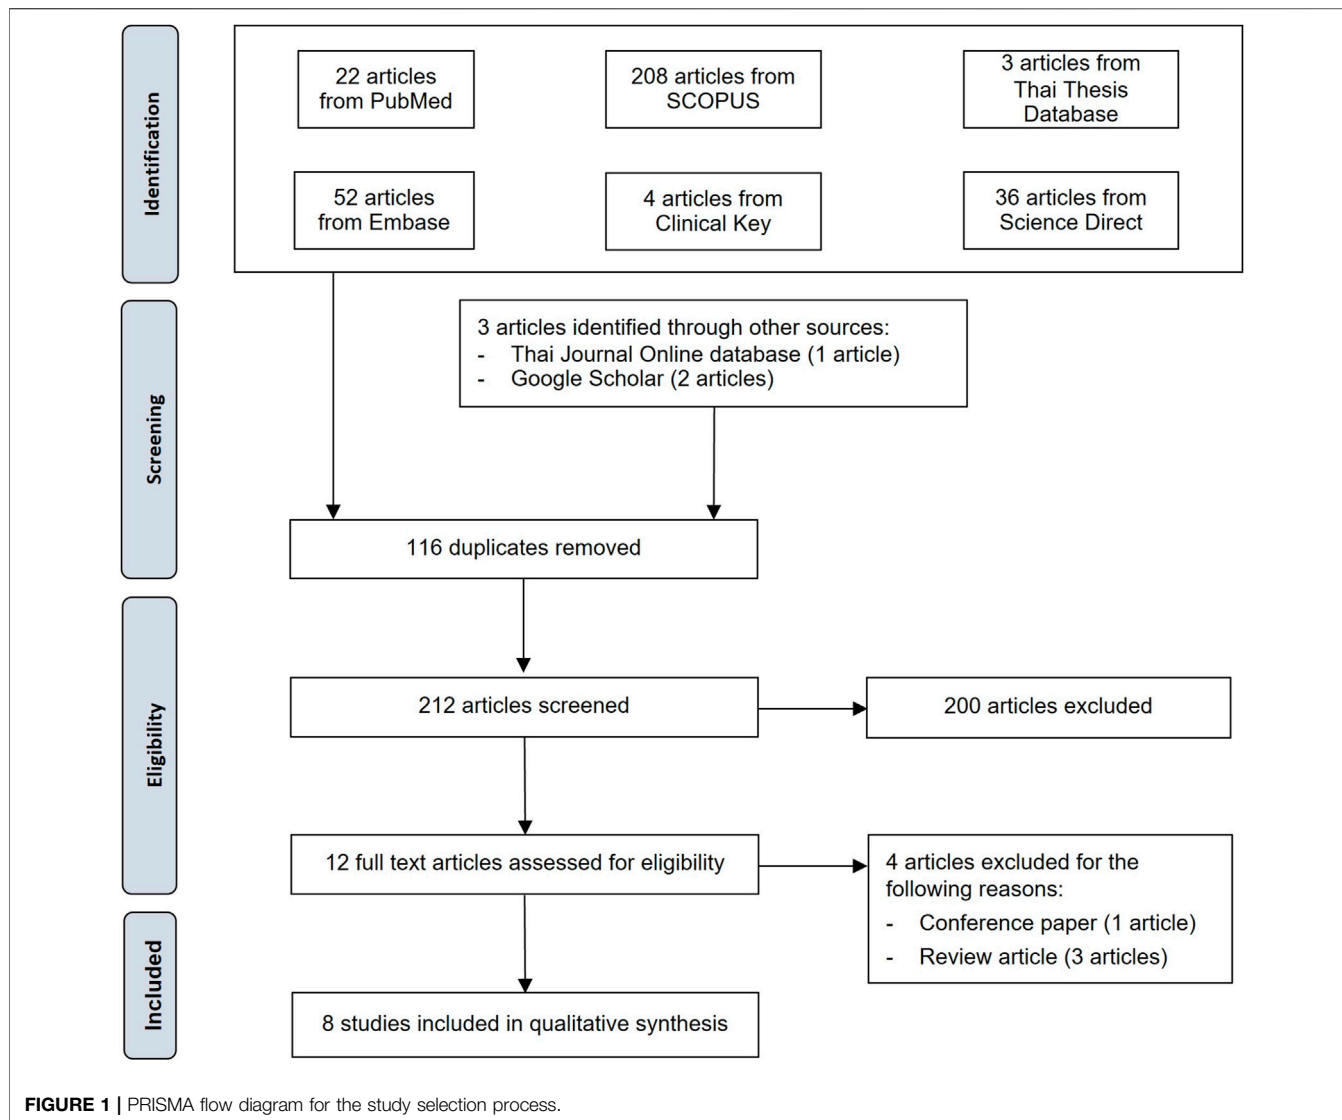 Identification
22 articles
from PubMed
208 articles from
SCOPUS
3 articles from
Thai Thesis
Database
52 articles
from Embase
4 articles from
Clinical Key
36 articles from
Science Direct
Screening
3 articles identified through other sources:
- Thai Journal Online database (1 article)
- Google Scholar (2 articles)
116 duplicates removed
Eligibility
212 articles screened
200 articles excluded
12 full text articles assessed for eligibility
4 articles excluded for the
following reasons:
- Conference paper (1 article)
- Review article (3 articles)
Included
8 studies included in qualitative synthesis
FIGURE 1 | PRISMA flow diagram for the study selection process.